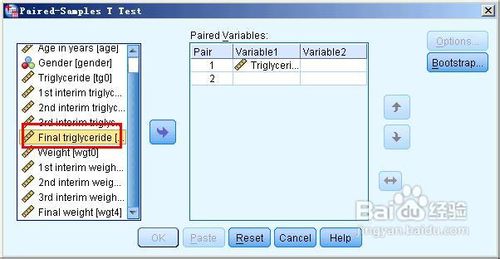 Paired-Samples T Test
Age in years [age]
Gender [gender]
Triglyceride [tg0]
1st interim triglyc...
2nd interim triglyc...
3rd interim triglyc...
Final triglyceride [...
Weight [wgt0]
1st interim weigh...
2nd interim weigh...
3rd interim weigh...
Final weight [wgt4]
Paired Variables:
Pair Variable1 Variable2
1 Triglyceri...
2
Options...
Bootstrap...
OK Paste Reset Cancel Help
Baidu 经验
jingyan.baidu.com